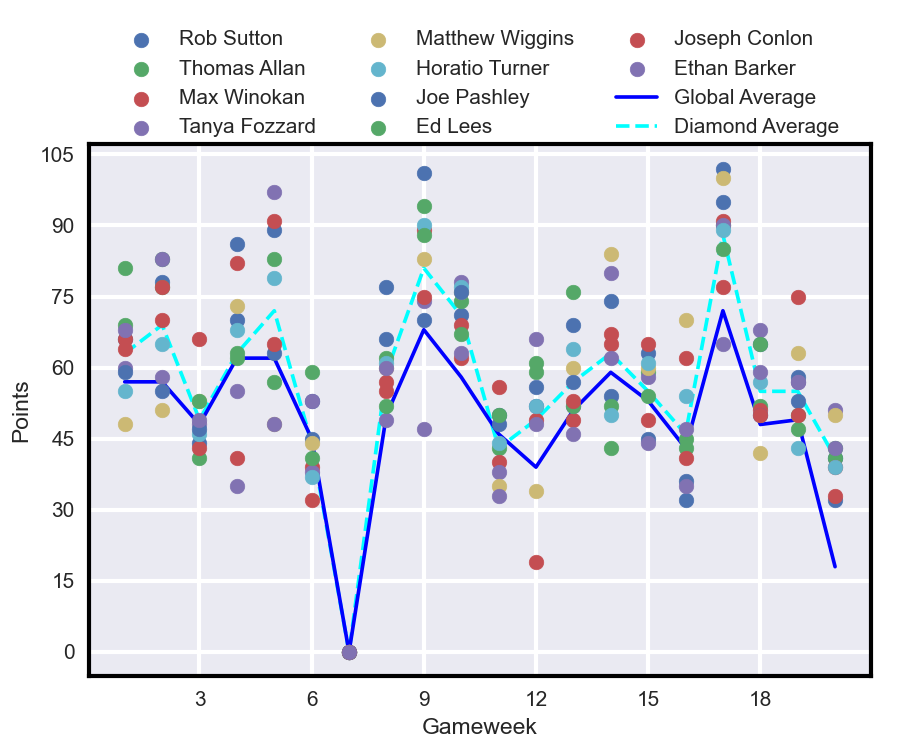 Rob Sutton
Thomas Allan
Max Winokan
Tanya Fozzard
Matthew Wiggins
Horatio Turner
Joe Pashley
Ed Lees
Joseph Conlon
Ethan Barker
Global Average
Diamond Average
105
90
75
60
45
30
15
0
Points
3 6 9 12 15 18
Gameweek